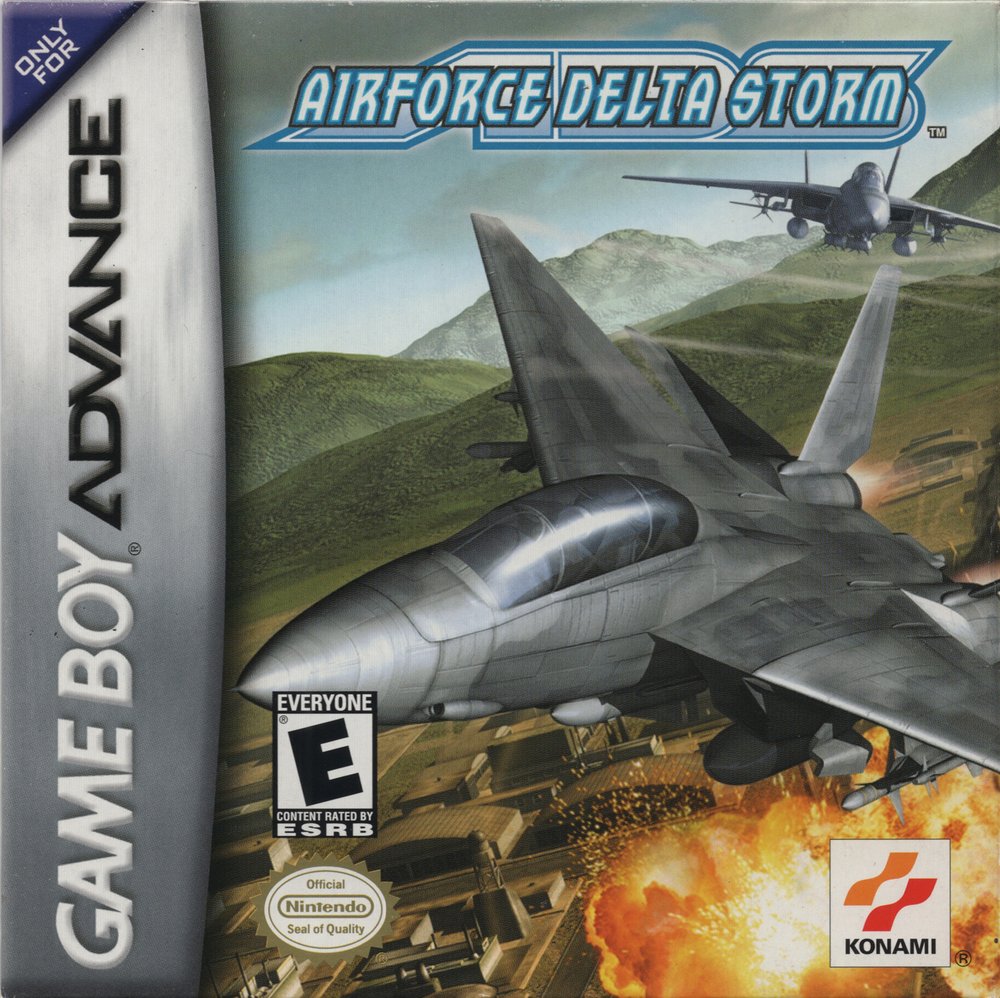 ONLY
FOR
GAME BOY ADVANCE
®
AIRFORCE DELTA STORM
™
EVERYONE
®
E
CONTENT RATED BY
ESRB
Official
Nintendo
Seal of Quality
®
KONAMI
®